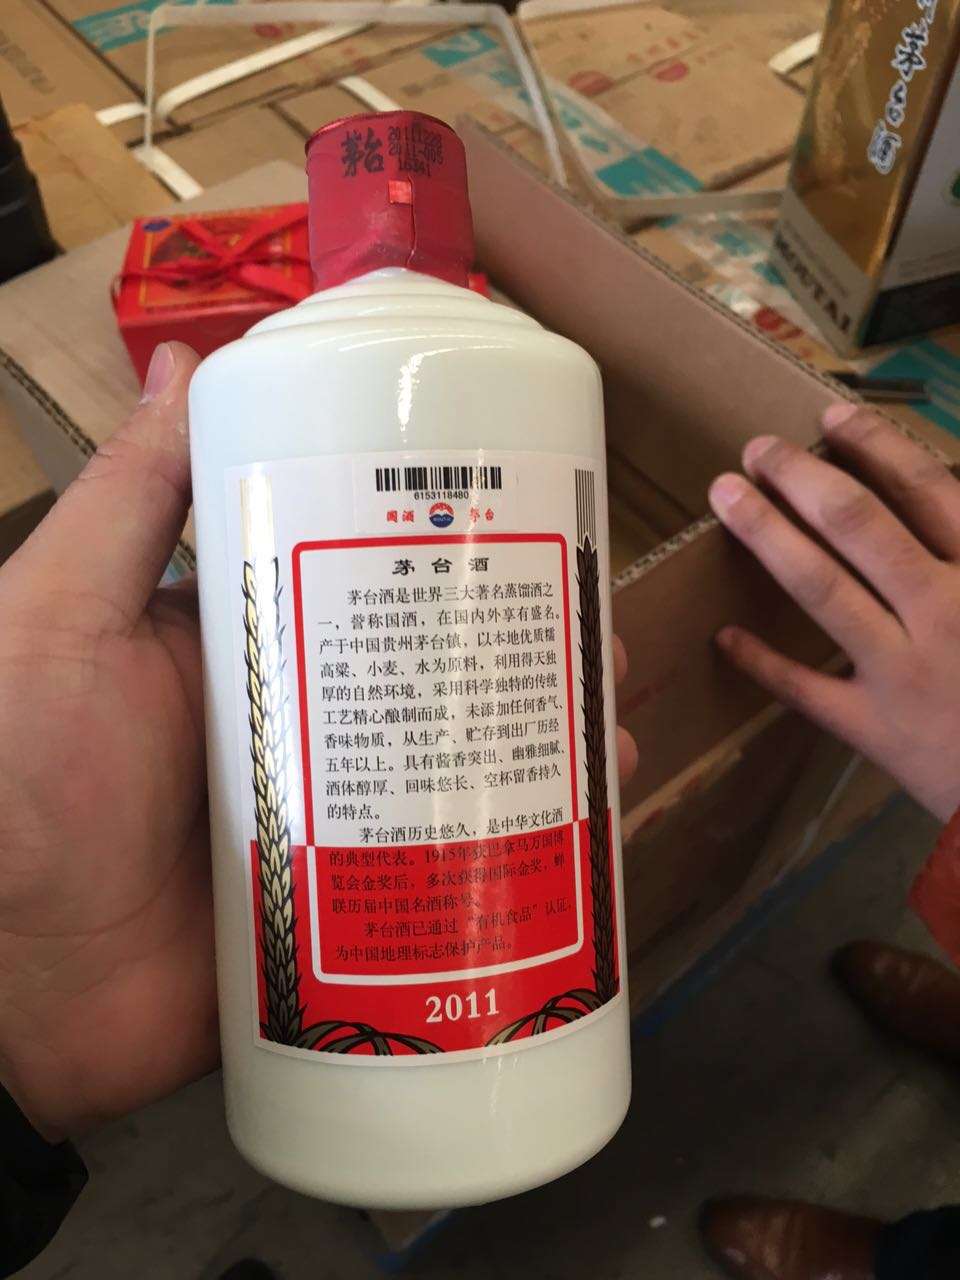 茅台
6153118480
国酒 茅台
茅台酒
茅台酒是世界三大著名蒸馏酒之
一，誉称国酒，在国内外享有盛名。
产于中国贵州茅台镇，以本地优质糯
高粱、小麦、水为原料，利用得天独
厚的自然环境，采用科学独特的传统
工艺精心酿制而成，未添加任何香气、
香味物质，从生产、贮存到出厂历经
五年以上。具有酱香突出、幽雅细腻、
酒体醇厚、回味悠长、空杯留香持久
的特点。
茅台酒历史悠久，是中华文化酒
的典型代表。1915年获巴拿马万国博
览会金奖后，多次获得国际金奖，蝉
联历届中国名酒称号。
茅台酒已通过“有机食品”认证，
为中国地理标志保护产品。
2011
MOUTAI